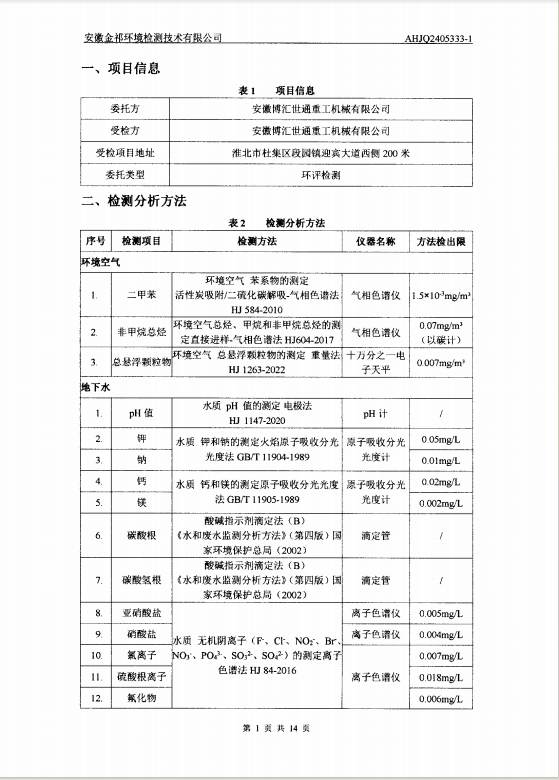 安徽金祁环境检测技术有限公司 AHJQ2405333-1
一、项目信息
表 1 项目信息
委托方 安徽博汇世通重工机械有限公司
受检方 安徽博汇世通重工机械有限公司
受检项目地址 淮北市杜集区段园镇迎宾大道西侧 200 米
委托类型 环评检测
二、检测分析方法
表 2 检测分析方法
序号 检测项目 检测方法 仪器名称 方法检出限
环境空气
1. 二甲苯 环境空气 苯系物的测定
活性炭吸附/二硫化碳解吸-气相色谱法
HJ 584-2010 气相色谱仪 1.5×10⁻³mg/m³
2. 非甲烷总烃 环境空气总烃、甲烷和非甲烷总烃的测
定直接进样-气相色谱法 HJ604-2017 气相色谱仪 0.07mg/m³
（以碳计）
3. 总悬浮颗粒物 环境空气 总悬浮颗粒物的测定 重量法
HJ 1263-2022 十万分之一电
子天平 0.007mg/m³
地下水
1. pH 值 水质 pH 值的测定 电极法
HJ 1147-2020 pH 计 /
2. 钾 水质 钾和钠的测定火焰原子吸收分光
光度法 GB/T 11904-1989 原子吸收分光
光度计 0.05mg/L
3. 钠 0.01mg/L
4. 钙 水质 钙和镁的测定原子吸收分光光度
法 GB/T 11905-1989 原子吸收分光
光度计 0.02mg/L
5. 镁 0.002mg/L
6. 碳酸根 酸碱指示剂滴定法（B）
《水和废水监测分析方法》（第四版）国
家环境保护总局（2002） 滴定管 /
7. 碳酸氢根 酸碱指示剂滴定法（B）
《水和废水监测分析方法》（第四版）国
家环境保护总局（2002） 滴定管 /
8. 亚硝酸盐 水质 无机阴离子（F⁻、Cl⁻、NO₂⁻、Br⁻、
NO₃⁻、PO₄³⁻、SO₃²⁻、SO₄²⁻）的测定离子
色谱法 HJ 84-2016 离子色谱仪 0.005mg/L
9. 硝酸盐 离子色谱仪 0.004mg/L
10. 氯离子 离子色谱仪 0.007mg/L
11. 硫酸根离子 0.018mg/L
12. 氟化物 0.006mg/L
第 1 页 共 14 页